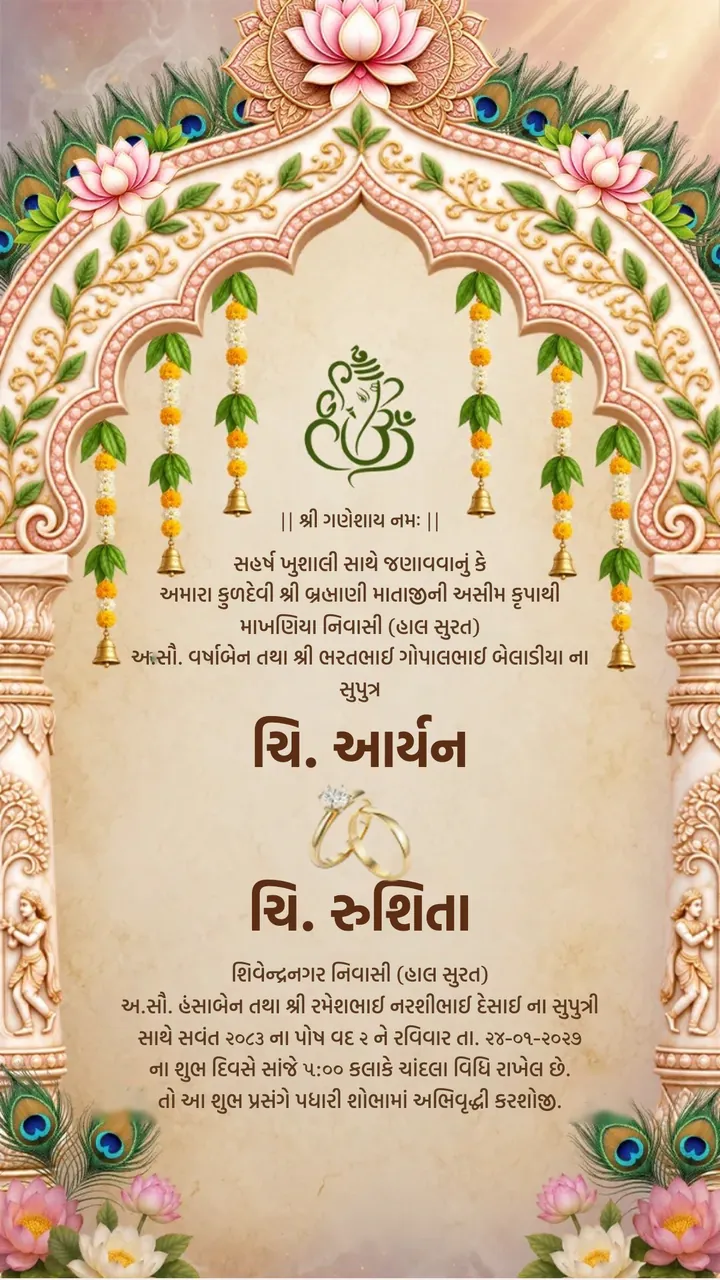 || શ્રી ગણેશાય નમઃ ||
સહર્ષ ખુશાલી સાથે જણાવવાનું કે
અમારા કુળદેવી શ્રી બ્રહ્માણી માતાજીની અસીમ કૃપાથી
માખણિયા નિવાસી (હાલ સુરત)
અ.સૌ. વર્ષાબેન તથા શ્રી ભરતભાઈ ગોપાલભાઈ બેલાડીયા ના
સુપુત્ર
ચિ. આર્યન
ચિ. રુશિતા
શિવેન્દ્રનગર નિવાસી (હાલ સુરત)
અ.સૌ. હંસાબેન તથા શ્રી રમેશભાઈ નરશીભાઈ દેસાઈ ના સુપુત્રી
સાથે સવંત ૨૦૮૩ ના પોષ વદ ૨ ને રવિવાર તા. ૨૪-૦૧-૨૦૨૭
ના શુભ દિવસે સાંજે ૫:૦૦ કલાકે ચાંદલા વિધિ રાખેલ છે.
તો આ શુભ પ્રસંગે પધારી શોભામાં અભિવૃદ્ધી કરશોજી.